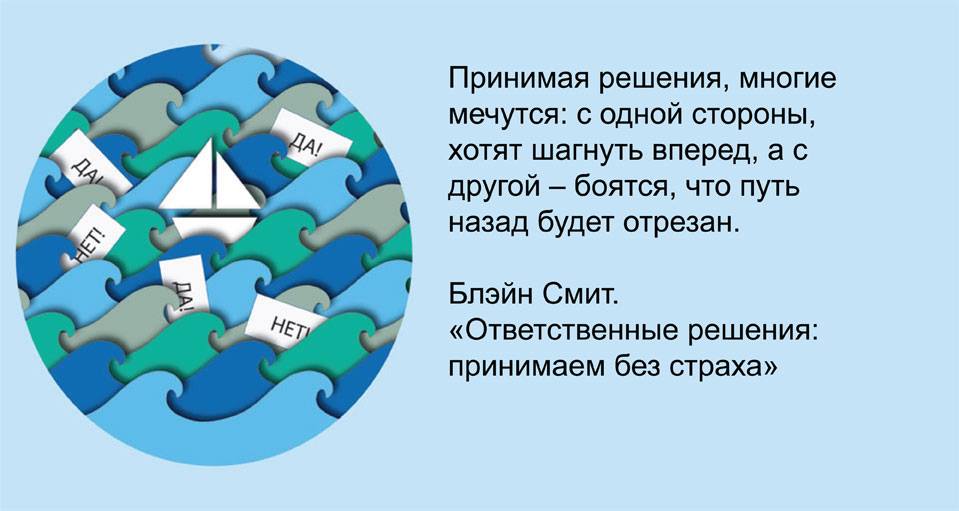 ДА!
ДА!
НЕТ!
ДА!
НЕТ!
Принимая решения, многие
мечутся: с одной стороны,
хотят шагнуть вперед, а с
другой – боятся, что путь
назад будет отрезан.
Блэйн Смит.
«Ответственные решения:
принимаем без страха»